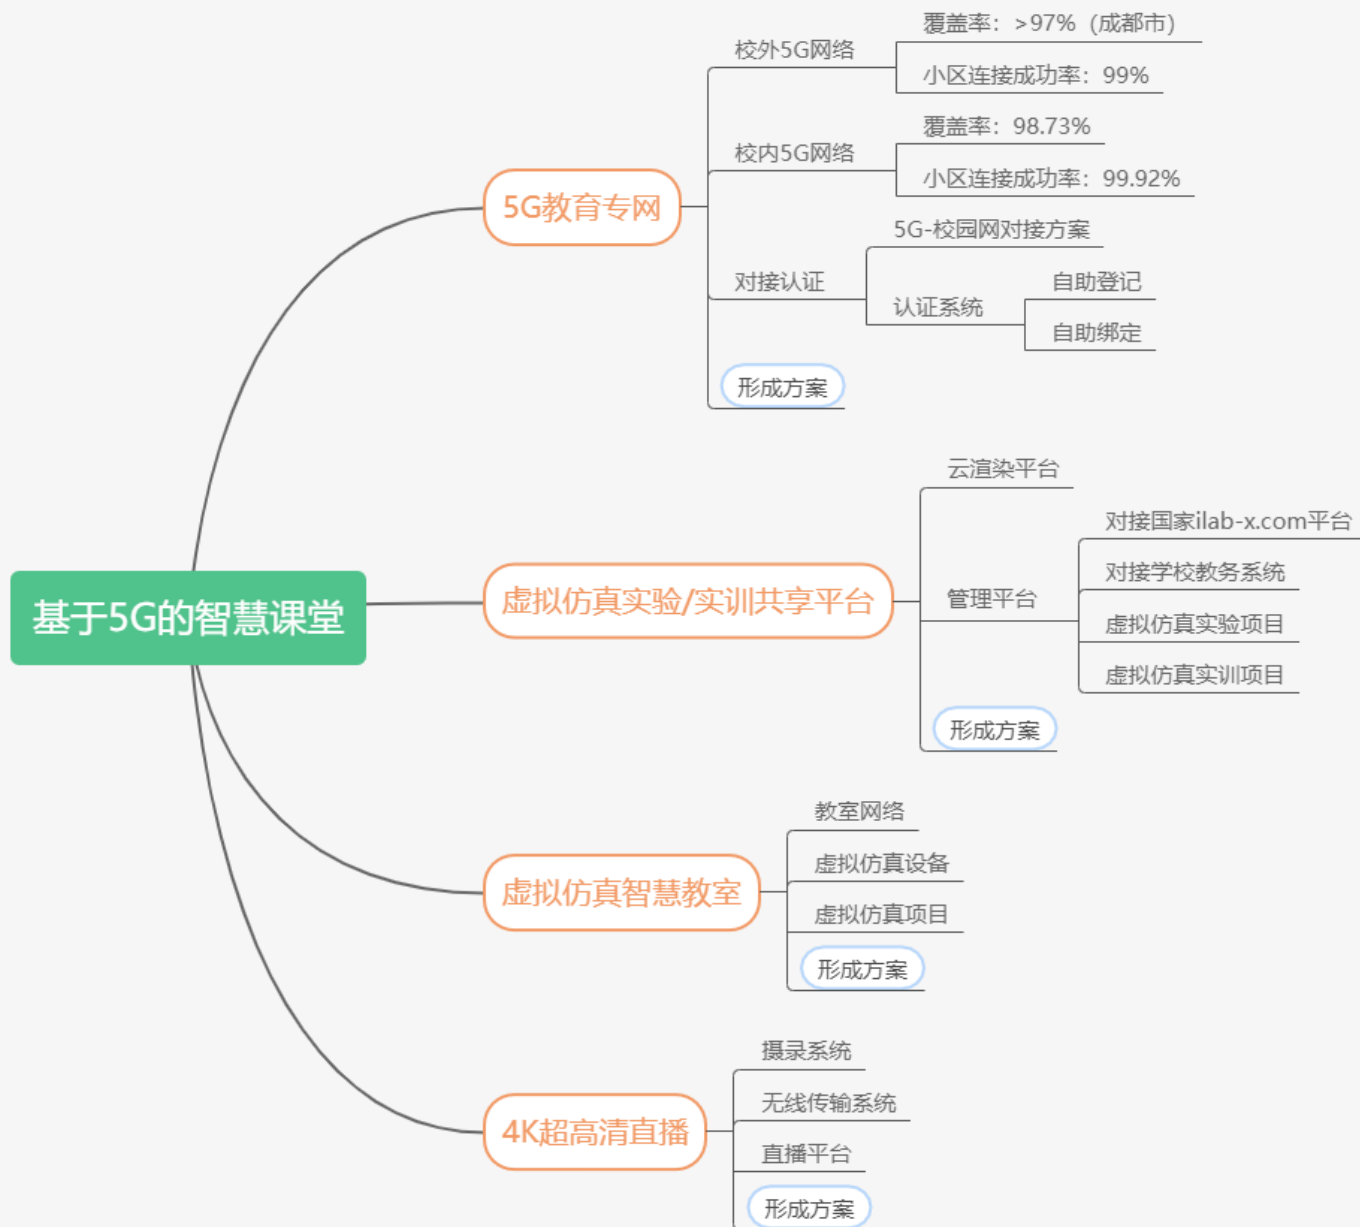 基于5G的智慧课堂
5G教育专网
校外5G网络
覆盖率：>97%（成都市）
小区连接成功率：99%
校内5G网络
覆盖率：98.73%
小区连接成功率：99.92%
对接认证
5G-校园网对接方案
认证系统
自助登记
自助绑定
形成方案
虚拟仿真实验/实训共享平台
云渲染平台
管理平台
对接国家ilab-x.com平台
对接学校教务系统
虚拟仿真实验项目
虚拟仿真实训项目
形成方案
虚拟仿真智慧教室
教室网络
虚拟仿真设备
虚拟仿真项目
形成方案
4K超高清直播
摄录系统
无线传输系统
直播平台
形成方案